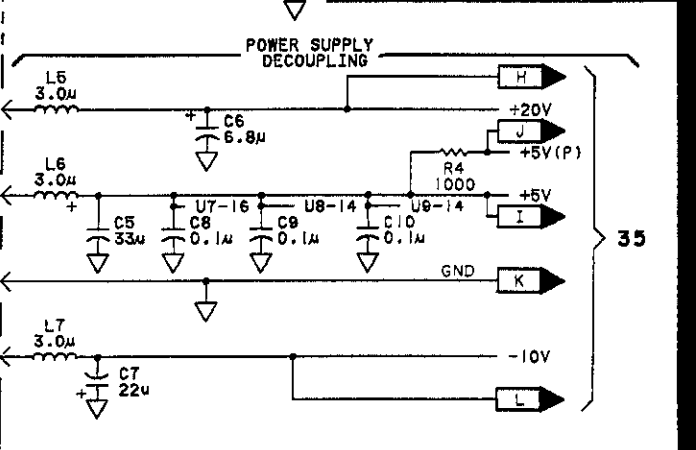 POWER SUPPLY
DECOUPLING
L5
3.0µ
H
+20V
+
C6
6.8µ
J
+5V(P)
R4
1000
L6
3.0µ
+
+5V
U7-16
U8-14
U9-14
I
C5
33µ
C8
0.1µ
C9
0.1µ
C10
0.1µ
35
GND
K
L7
3.0µ
-10V
C7
+
22µ
L